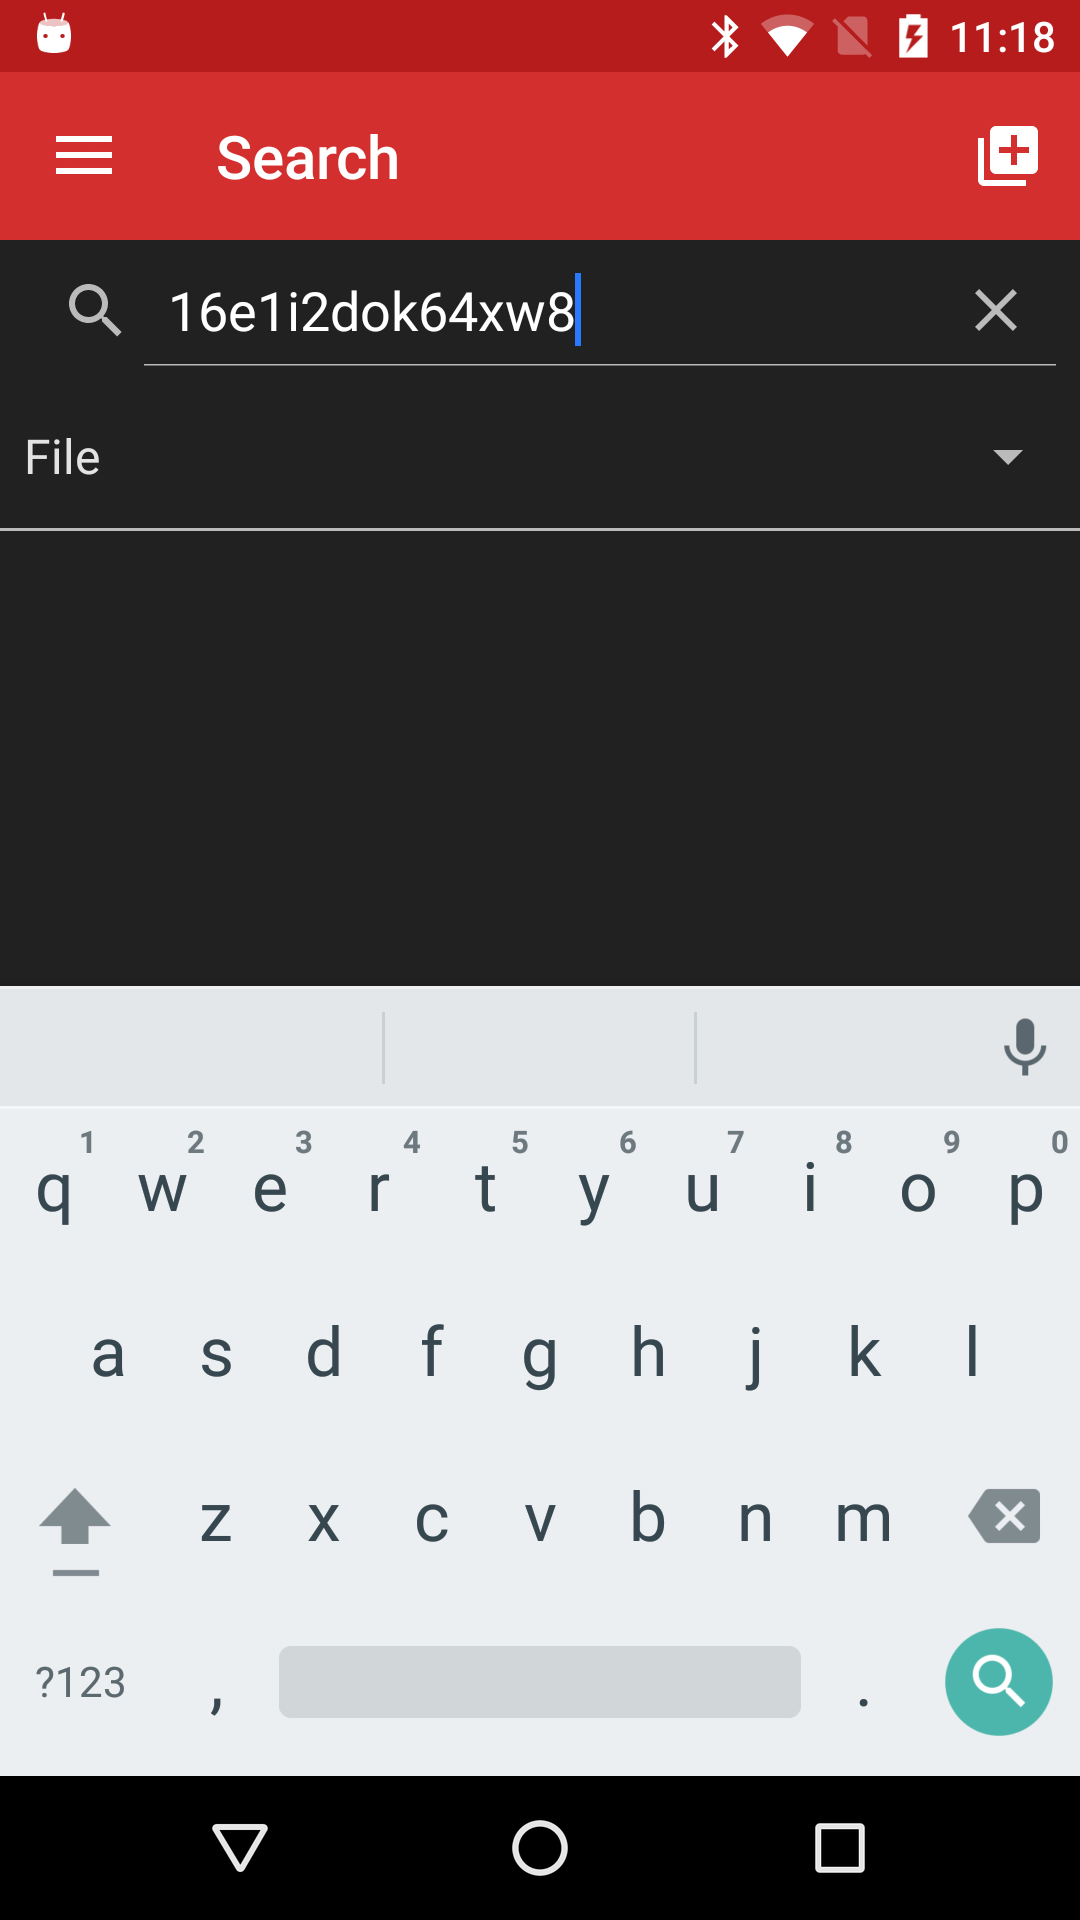 11:18
Search
16e1i2dok64xw8
File
1 2 3 4 5 6 7 8 9 0
q w e r t y u i o p
a s d f g h j k l
z x c v b n m
?123 , .